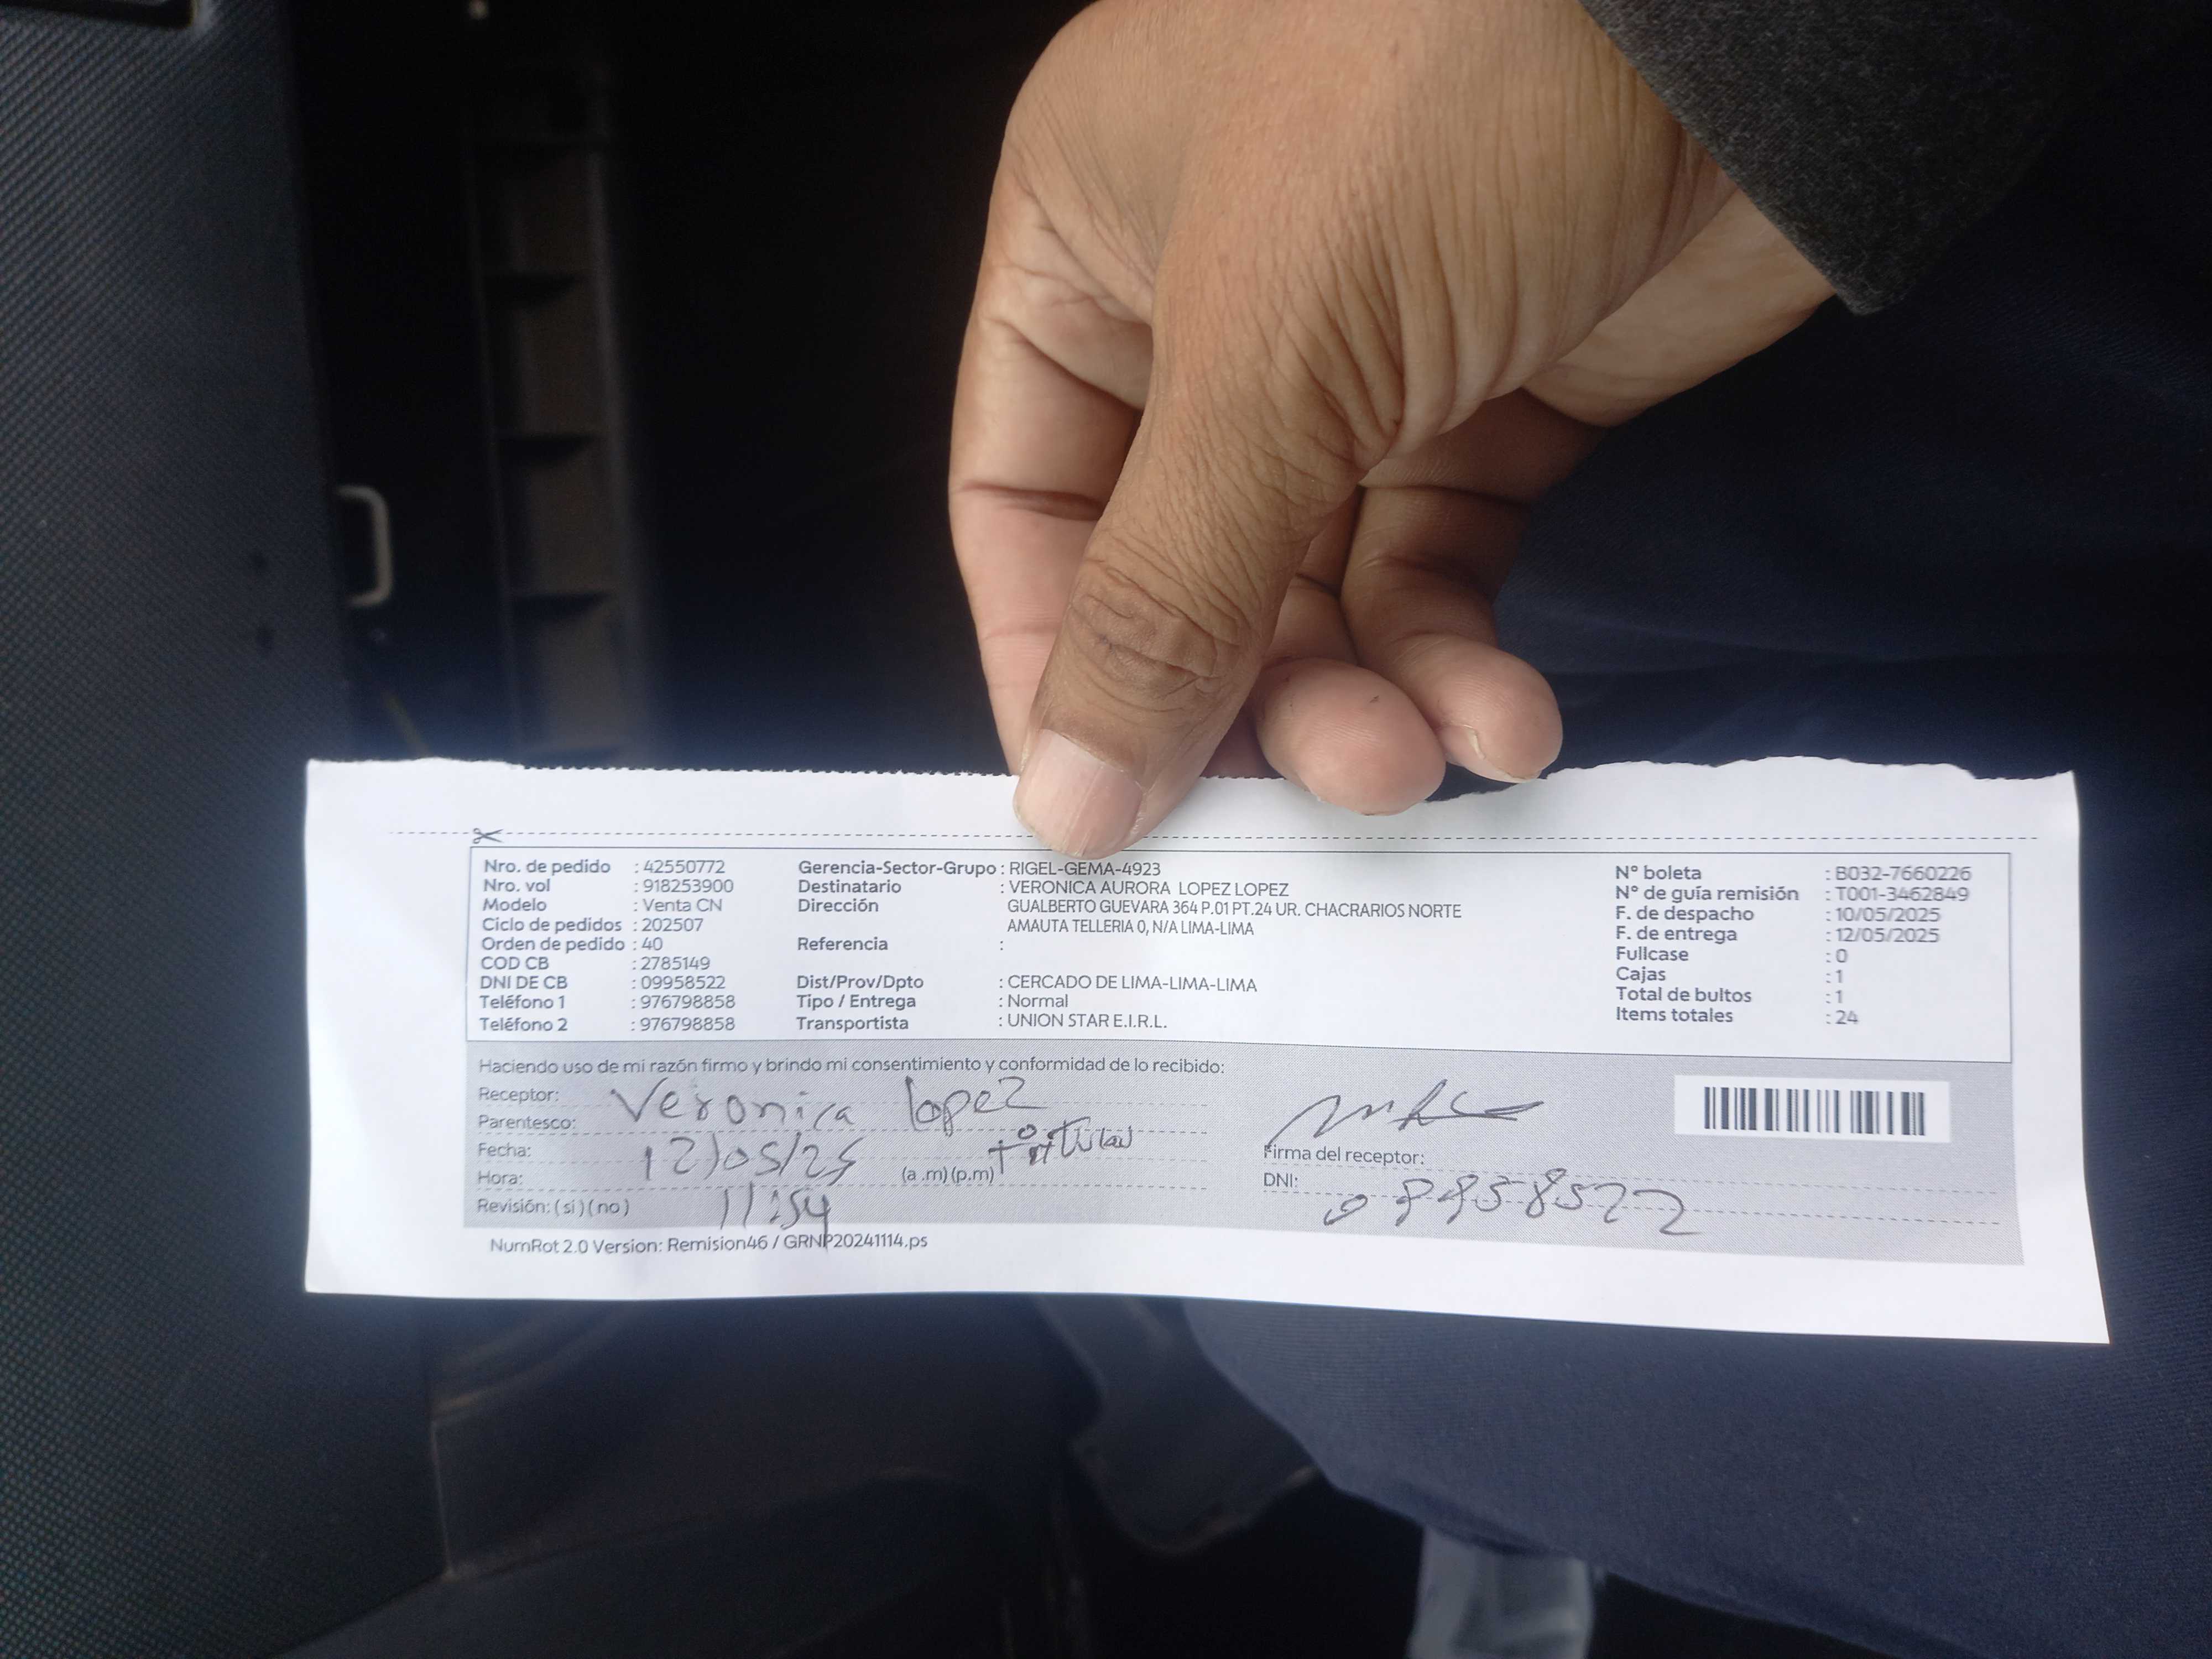 Nro. de pedido : 42550772
Nro. vol : 918253900
Modelo : Venta CN
Ciclo de pedidos : 202507
Orden de pedido : 40
COD CB : 2785149
DNI DE CB : 09958522
Teléfono 1 : 976798858
Teléfono 2 : 976798858
Gerencia-Sector-Grupo : RIGEL-GEMA-4923
Destinatario : VERONICA AURORA LOPEZ LOPEZ
Dirección GUALBERTO GUEVARA 364 P.01 PT.24 UR. CHACRARIOS NORTE
AMAUTA TELLERIA 0, N/A LIMA-LIMA
Referencia :
Dist/Prov/Dpto : CERCADO DE LIMA-LIMA-LIMA
Tipo / Entrega : Normal
Transportista : UNION STAR E.I.R.L.
N° boleta : B032-7660226
N° de guía remisión : T001-3462849
F. de despacho : 10/05/2025
F. de entrega : 12/05/2025
Fullcase : 0
Cajas : 1
Total de bultos : 1
Items totales : 24
Haciendo uso de mi razón firmo y brindo mi consentimiento y conformidad de lo recibido:
Receptor: Veronica lopez
Parentesco: titular
Fecha: 12/05/25
Hora: 11:54 (a .m) (p.m)
Revisión: ( si ) ( no )
Firma del receptor:
DNI: 09958522
NumRot 2.0 Version: Remision46 / GRNP20241114.ps